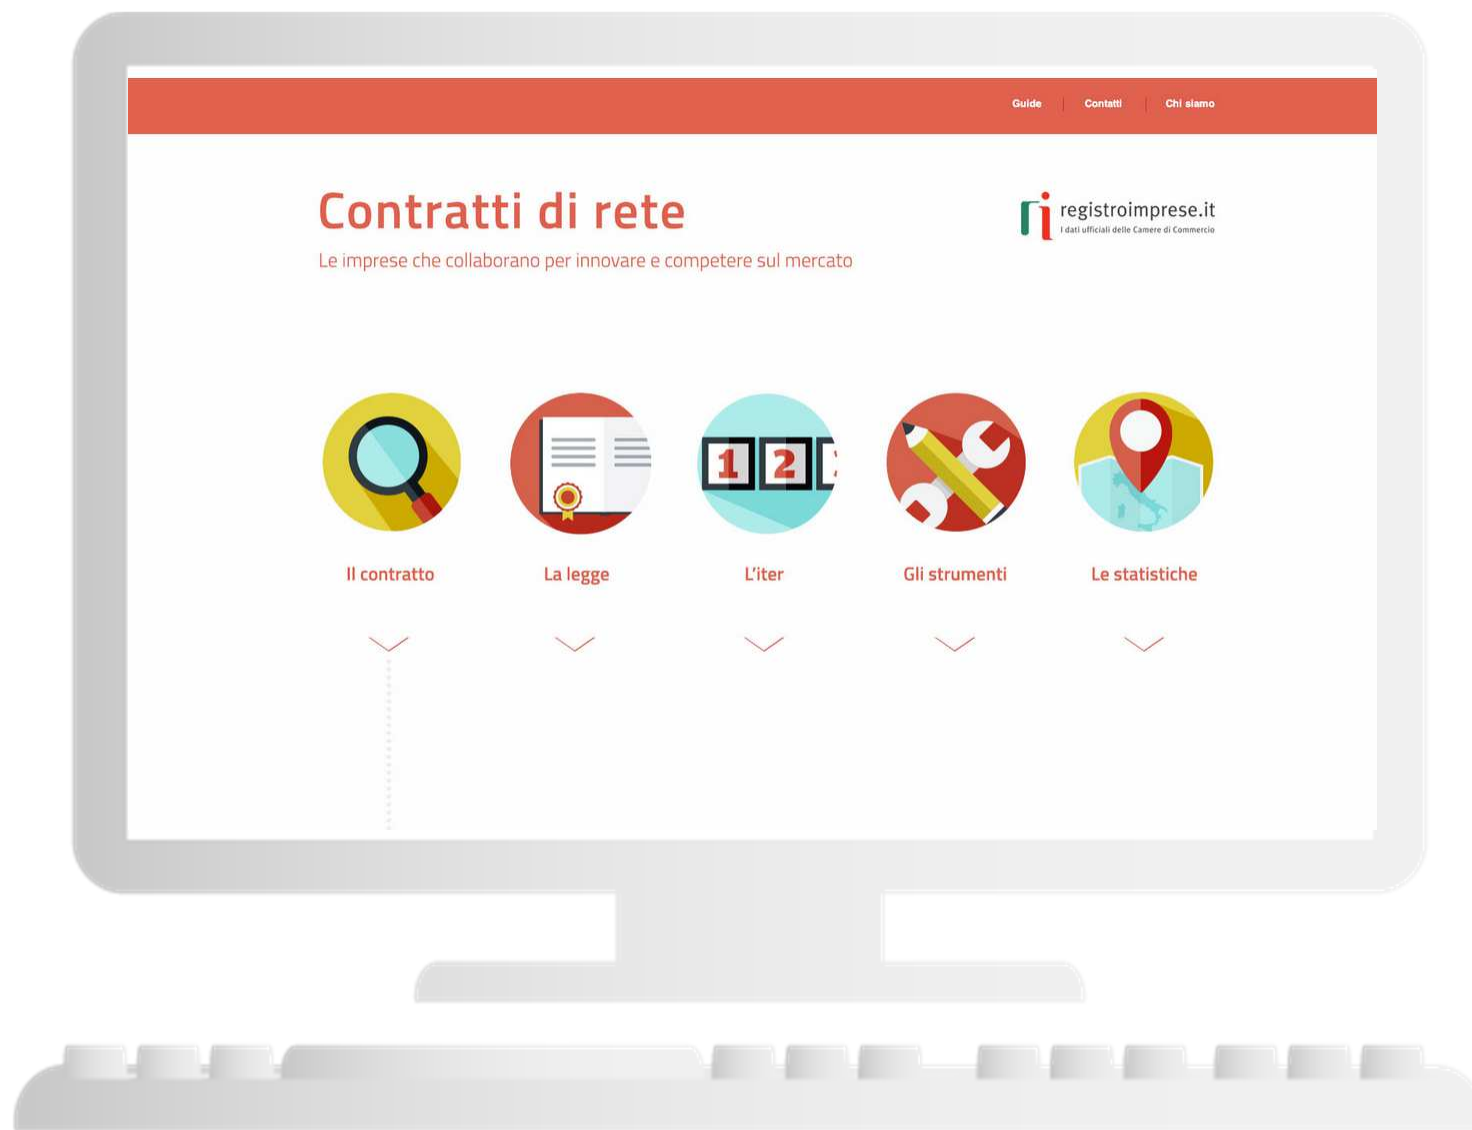 Guide Contatti Chi siamo
Contratti di rete
Le imprese che collaborano per innovare e competere sul mercato
registroimprese.it
I dati ufficiali delle Camere di Commercio
1 2
Il contratto
La legge
L'iter
Gli strumenti
Le statistiche